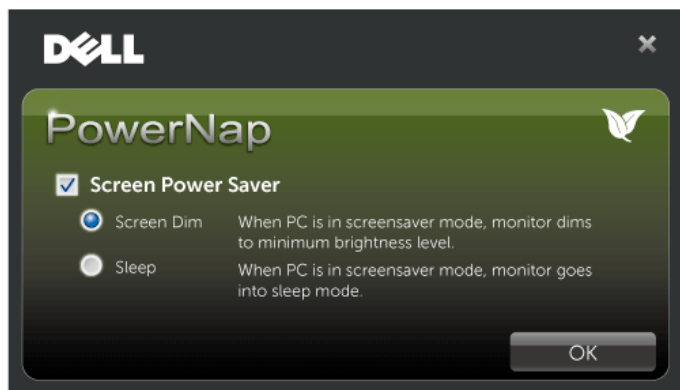 DELL
PowerNap
Screen Power Saver
Screen Dim When PC is in screensaver mode, monitor dims
to minimum brightness level.
Sleep When PC is in screensaver mode, monitor goes
into sleep mode.
OK